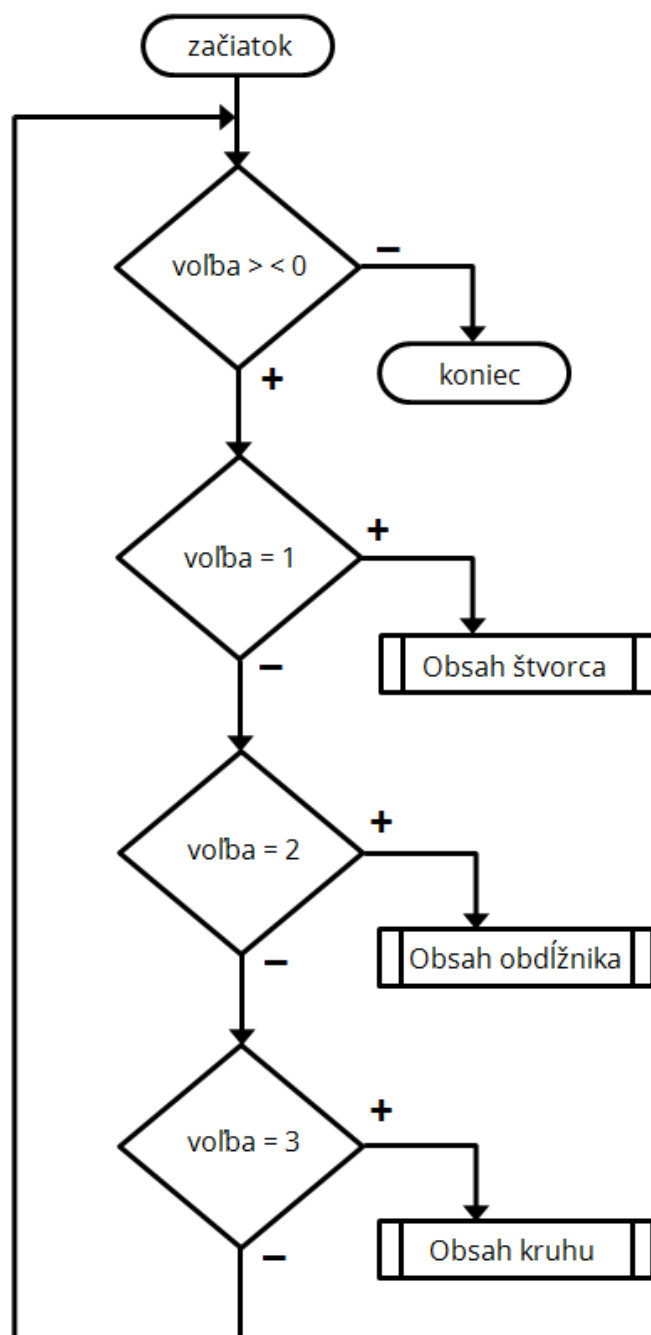 začiatok
voľba > < 0
–
koniec
+
voľba = 1
+
Obsah štvorca
–
voľba = 2
+
Obsah obdĺžnika
–
voľba = 3
+
Obsah kruhu
–